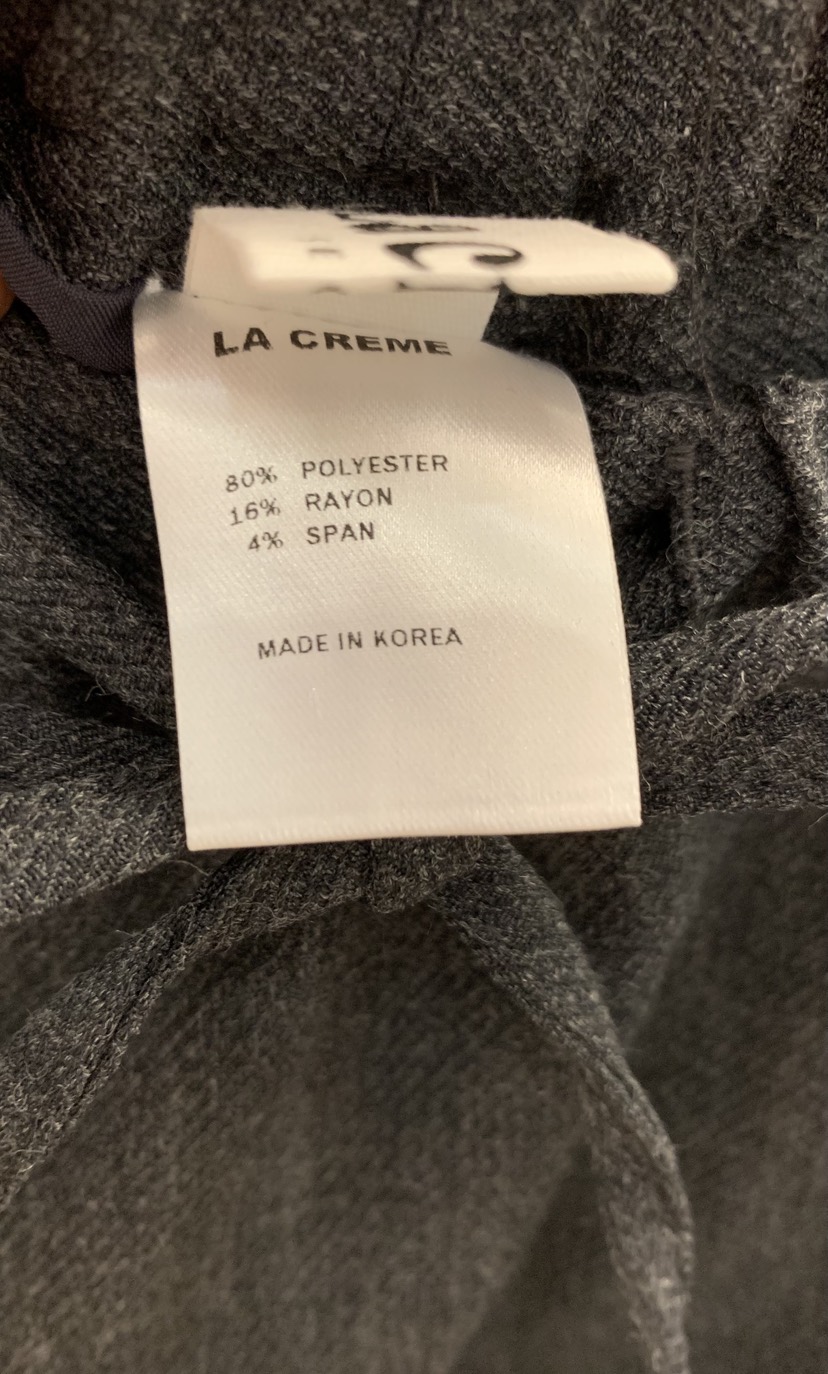 LA CREME
80% POLYESTER
16% RAYON
4% SPAN
MADE IN KOREA